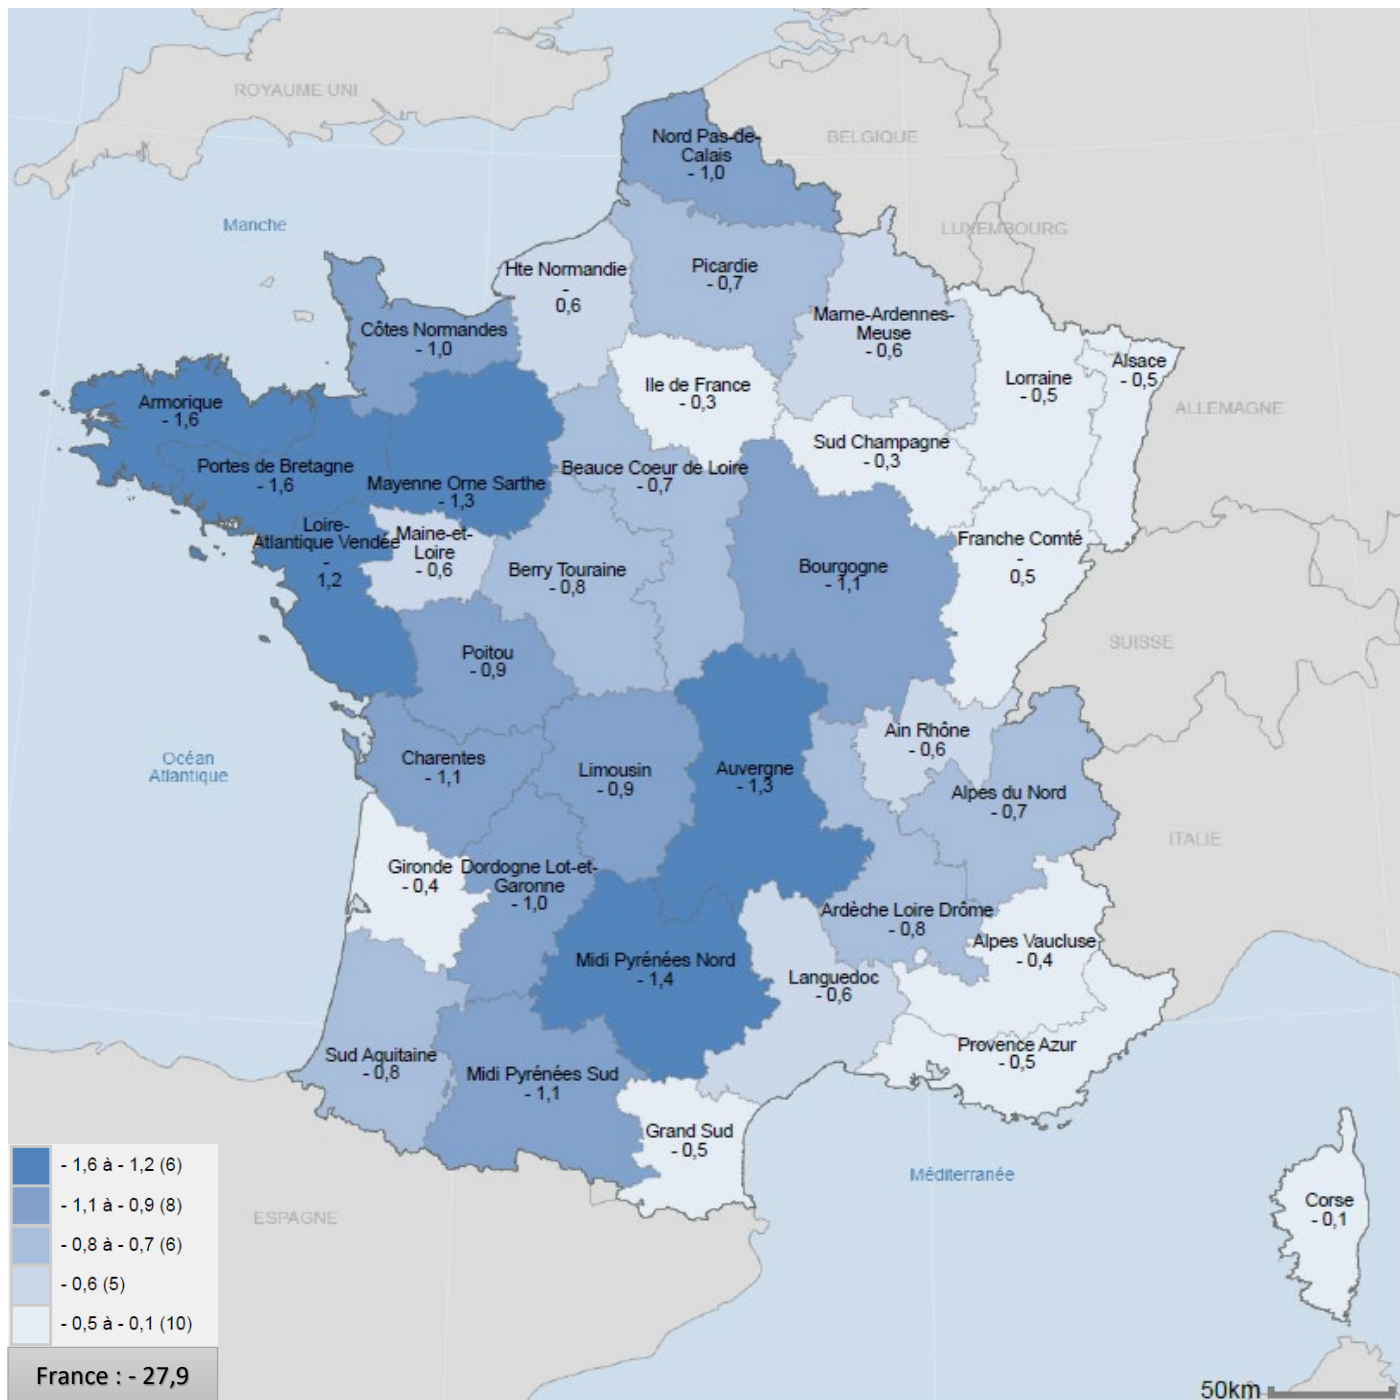 ROYAUME UNI
BELGIQUE
LUXEMBOURG
Manche
Nord Pas-de-
Calais
- 1,0
Hte Normandie
-
0,6
Picardie
- 0,7
Marne-Ardennes-
Meuse
- 0,6
Côtes Normandes
- 1,0
Ile de France
- 0,3
Lorraine
- 0,5
Alsace
- 0,5
ALLEMAGNE
Armorique
- 1,6
Portes de Bretagne
- 1,6
Mayenne Orne Sarthe
- 1,3
Beauce Coeur de Loire
- 0,7
Sud Champagne
- 0,3
Loire-
Atlantique Vendée
-
1,2
Maine-et-
Loire
- 0,6
Berry Touraine
- 0,8
Bourgogne
- 1,1
Franche Comté
-
0,5
SUISSE
Poitou
- 0,9
Océan
Atlantique
Charentes
- 1,1
Limousin
- 0,9
Auvergne
- 1,3
Ain Rhône
- 0,6
Alpes du Nord
- 0,7
ITALIE
Gironde
- 0,4
Dordogne Lot-et-
Garonne
- 1,0
Ardèche Loire Drôme
- 0,8
Alpes Vaucluse
- 0,4
Midi Pyrénées Nord
- 1,4
Languedoc
- 0,6
Sud Aquitaine
- 0,8
Midi Pyrénées Sud
- 1,1
Provence Azur
- 0,5
Grand Sud
- 0,5
Méditerranée
Corse
- 0,1
ESPAGNE
- 1,6 à - 1,2 (6)
- 1,1 à - 0,9 (8)
- 0,8 à - 0,7 (6)
- 0,6 (5)
- 0,5 à - 0,1 (10)
France : - 27,9
50km